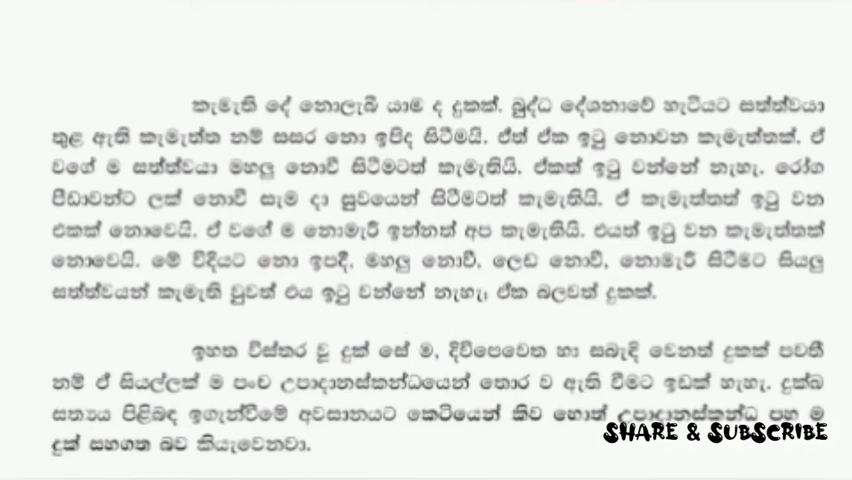 කැමැති දේ නොලැබී යාම ද දුකක්. බුද්ධ දේශනාවේ හැටියට සත්ත්වයා
තුළ ඇති කැමැත්ත නම් සසර නො ඉපිද සිටීමයි. ඒත් ඒක ඉටු නොවන කැමැත්තක්. ඒ
වගේ ම සත්ත්වයා මහලු නොවී සිටීමටත් කැමැතියි. ඒකත් ඉටු වන්නේ නැහැ. රෝග
පීඩාවන්ට ලක් නොවී සැම දා සුවයෙන් සිටීමටත් කැමැතියි. ඒ කැමැත්තත් ඉටු වන
එකක් නොවෙයි. ඒ වගේ ම නොමැරී ඉන්නත් අප කැමැතියි. එයත් ඉටු වන කැමැත්තක්
නොවෙයි. මේ විදියට නො ඉපදී, මහලු නොවී, ලෙඩ නොවී, නොමැරී සිටීමට සියලු
සත්ත්වයන් කැමැති වුවත් එය ඉටු වන්නේ නැහැ; ඒක බලවත් දුකක්.
ඉහත විස්තර වූ දුක් සේ ම, දිවිපෙවෙත හා සබැඳි වෙනත් දුකක් පවතී
නම් ඒ සියල්ලක් ම පංච උපාදානස්කන්ධයෙන් තොර ව ඇති වීමට ඉඩක් නැහැ. දුක්ඛ
සත්‍යය පිළිබඳ ඉගැන්වීමේ අවසානයට කෙටියෙන් කිව හොත් උපාදානස්කන්ධ පහ ම
දුක් සහගත බව කියැවෙනවා.
SHARE & SUBSCRIBE